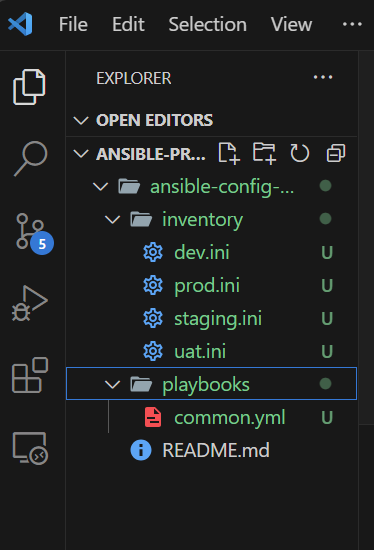 File Edit Selection View ...
EXPLORER ...
OPEN EDITORS
ANSIBLE-PR...
ansible-config-...
inventory
dev.ini U
prod.ini U
staging.ini U
5
uat.ini U
playbooks
common.yml U
README.md